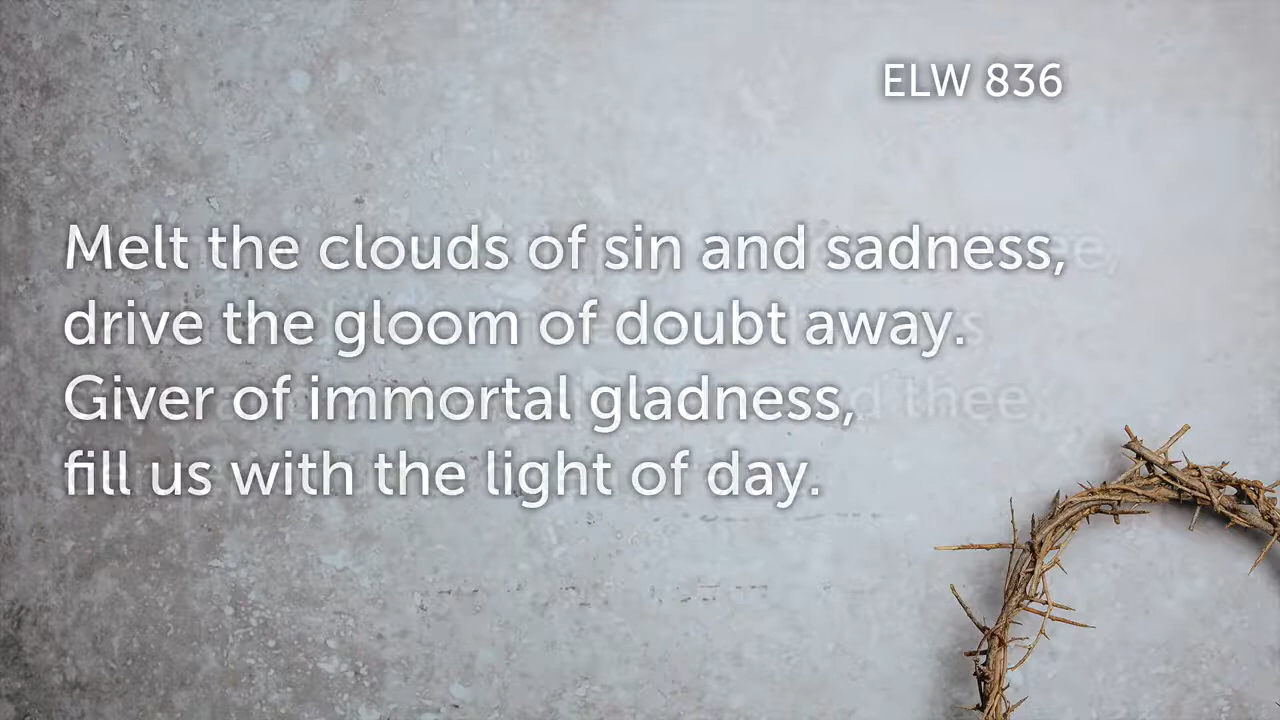 ELW 836
Melt the clouds of sin and sadness,
drive the gloom of doubt away.
Giver of immortal gladness,
fill us with the light of day.